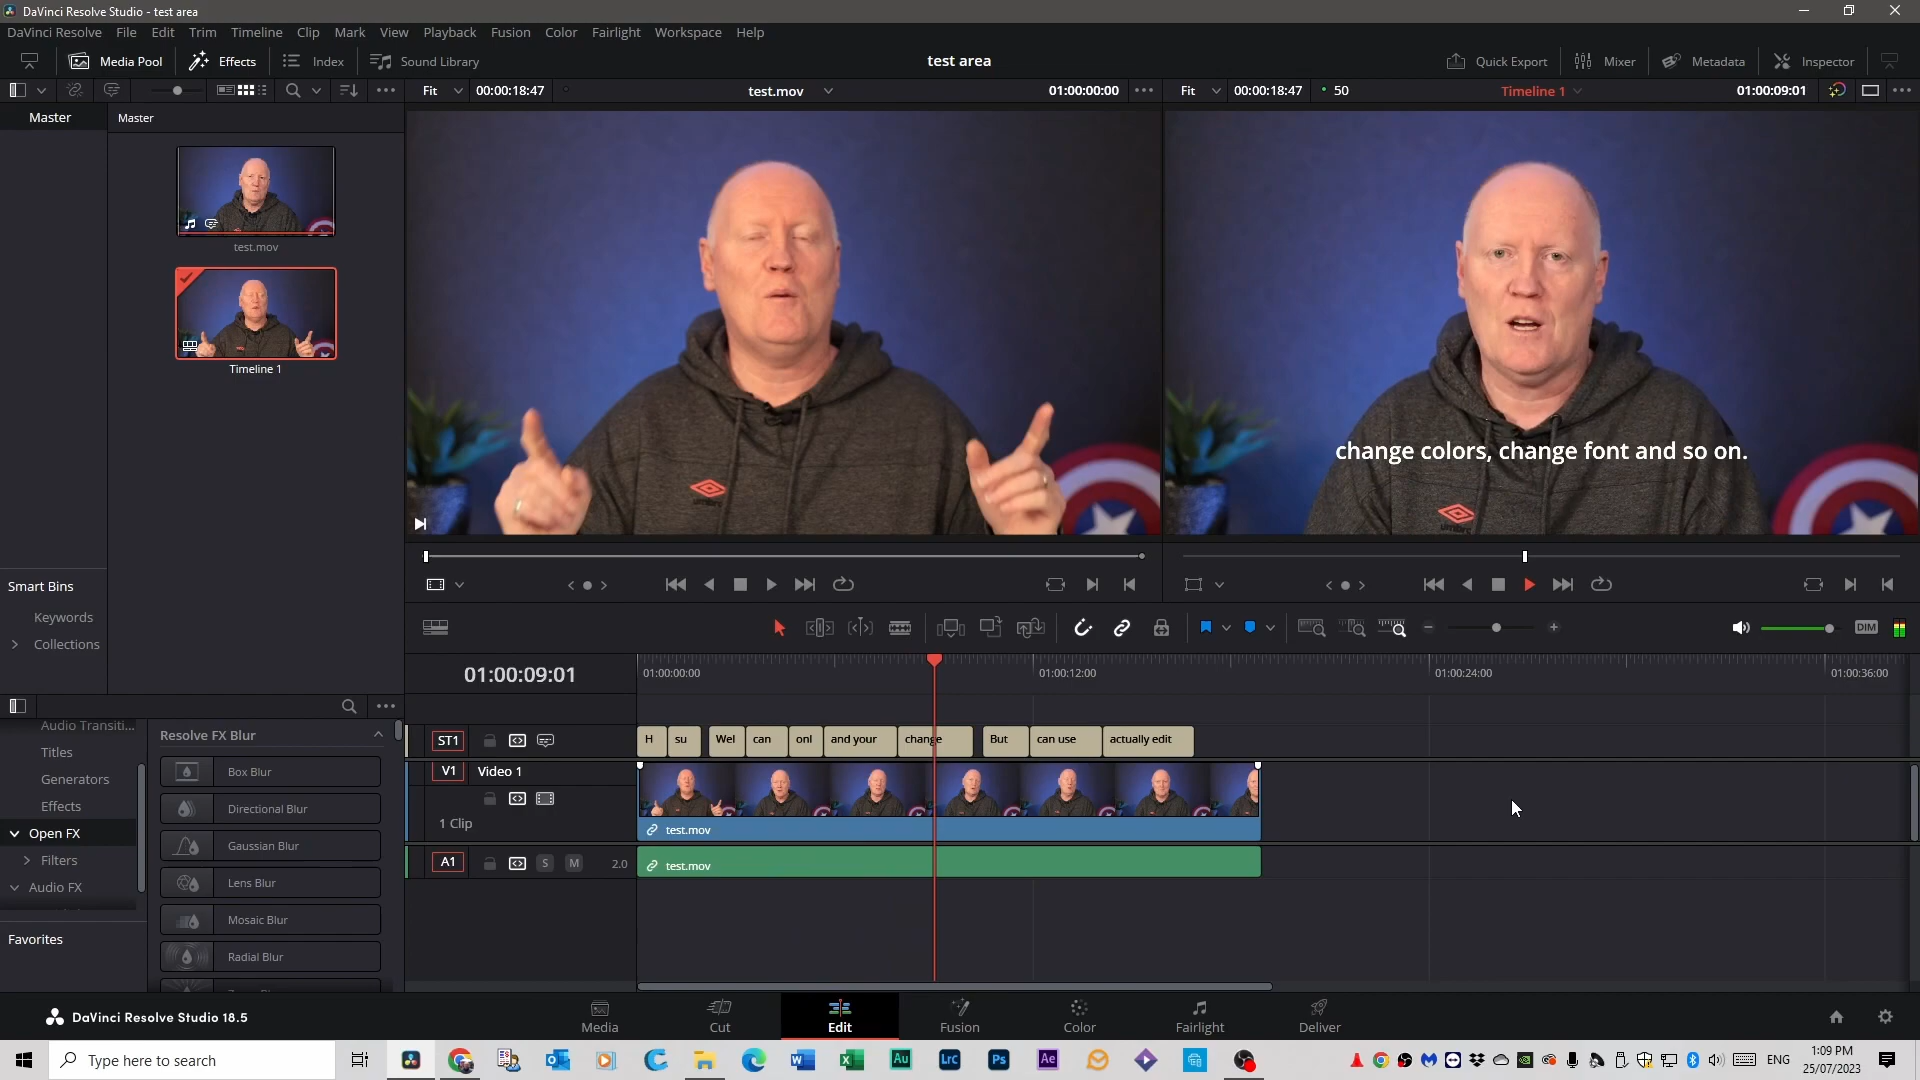 DaVinci Resolve Studio - test area
DaVinci Resolve File Edit Trim Timeline Clip Mark View Playback Fusion Color Fairlight Workspace Help
Media Pool Effects Index Sound Library test area Quick Export Mixer Metadata Inspector
Fit 00:00:18:47 test.mov 01:00:00:00 Fit 00:00:18:47 50 Timeline 1 01:00:09:01
Master Master
test.mov
Timeline 1
change colors, change font and so on.
umbro
Smart Bins
Keywords
Collections
DIM
01:00:09:01 01:00:00:00 01:00:12:00 01:00:24:00 01:00:36:00
Audio Transiti...
Titles
Generators
Effects
Open FX
Filters
Audio FX
Favorites
Resolve FX Blur
Box Blur
Directional Blur
Gaussian Blur
Lens Blur
Mosaic Blur
Radial Blur
ST1 H su Wel can onl and your change But can use actually edit
V1 Video 1
1 Clip
test.mov
A1 S M 2.0 test.mov
DaVinci Resolve Studio 18.5
Media Cut Edit Fusion Color Fairlight Deliver
Type here to search
Au Lrc Ps Ae
ENG
1:09 PM
25/07/2023